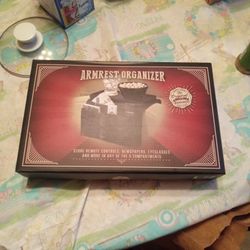 ARMREST ORGANIZER
STORE REMOTE CONTROLS, NEWSPAPERS, EYEGLASSES
AND MORE IN ANY OF THE 5 COMPARTMENTS